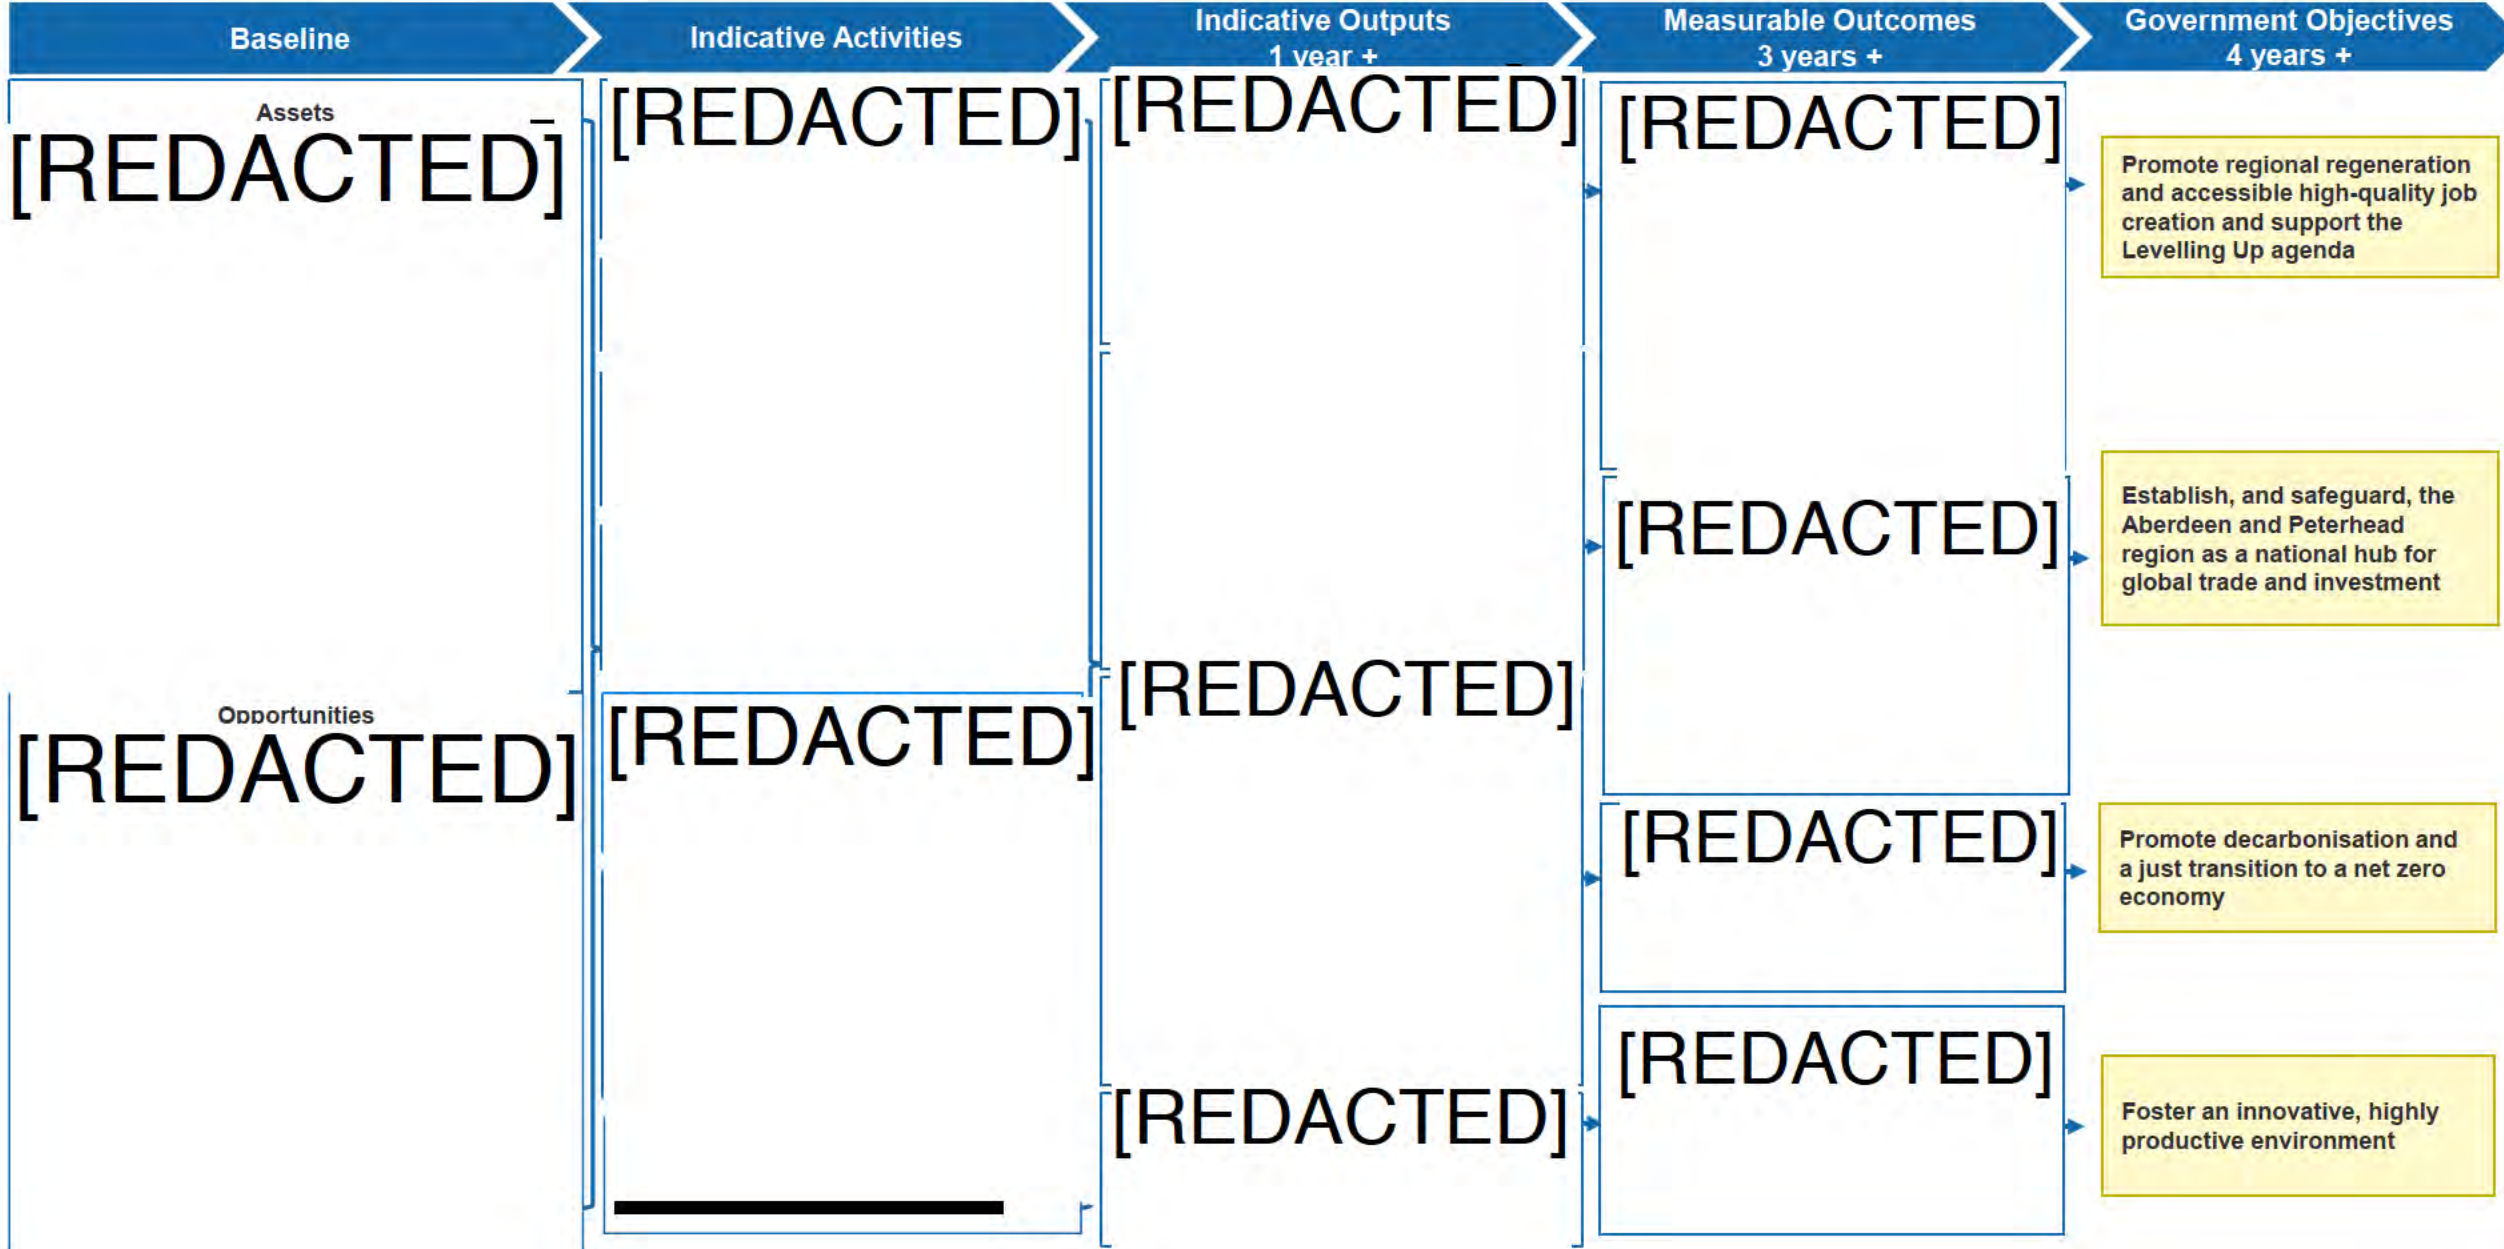 Baseline
Indicative Activities
Indicative Outputs
1 year +
Measurable Outcomes
3 years +
Government Objectives
4 years +
Assets
[REDACTED]
Opportunities
[REDACTED]
[REDACTED]
[REDACTED]
[REDACTED]
[REDACTED]
[REDACTED]
[REDACTED]
[REDACTED]
[REDACTED]
[REDACTED]
Promote regional regeneration
and accessible high-quality job
creation and support the
Levelling Up agenda
Establish, and safeguard, the
Aberdeen and Peterhead
region as a national hub for
global trade and investment
Promote decarbonisation and
a just transition to a net zero
economy
Foster an innovative, highly
productive environment